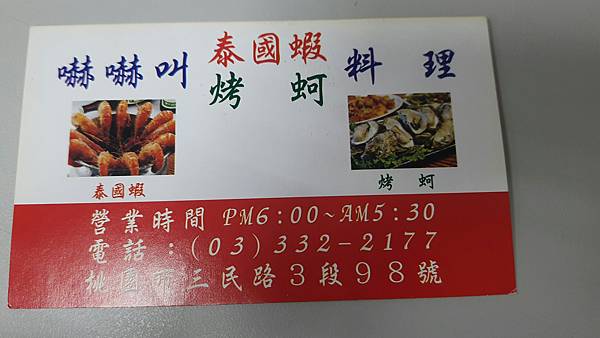 嚇嚇叫 泰國蝦 烤蚵 料理
泰國蝦
烤蚵
營業時間 PM6:00~AM5:30
電話:(03)332-2177
桃園市三民路3段98號